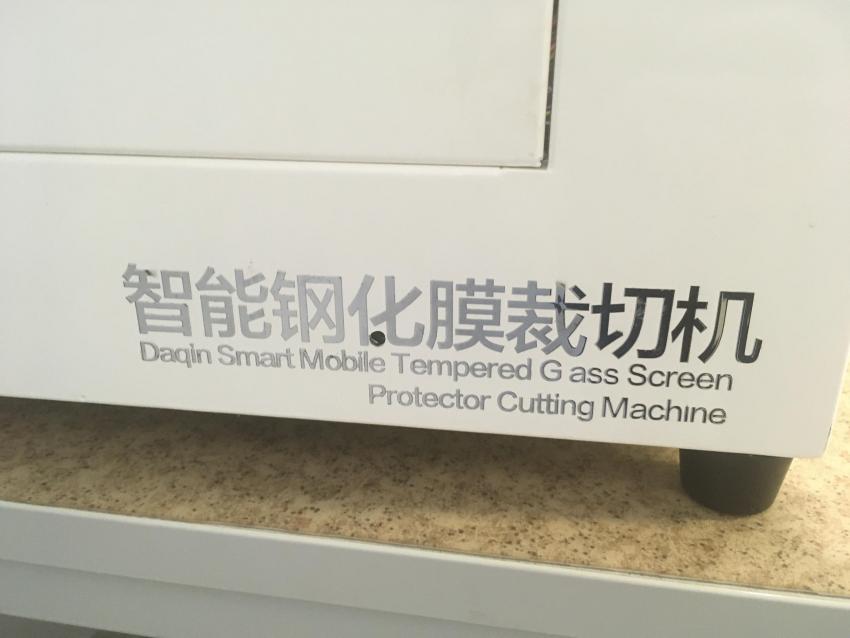 智能钢化膜裁切机
Daqin Smart Mobile Tempered G ass Screen
Protector Cutting Machine